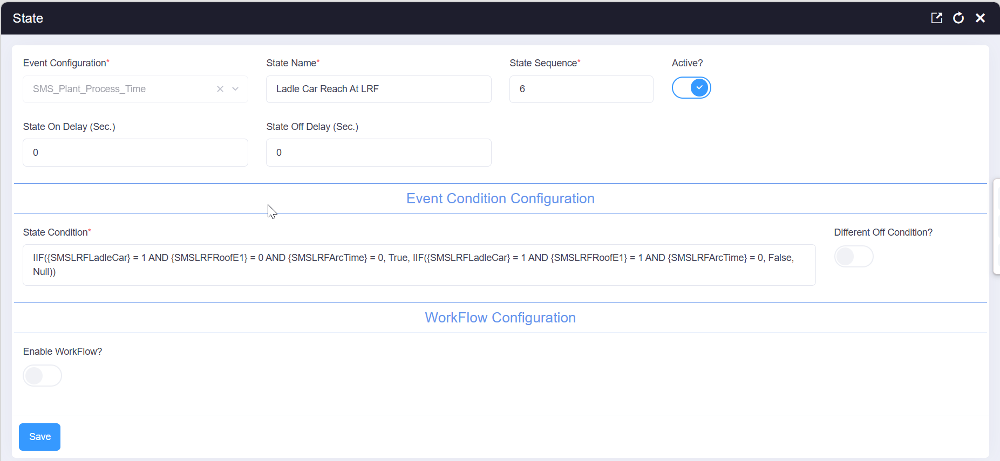 State
Event Configuration* State Name* State Sequence* Active?
SMS_Plant_Process_Time Ladle Car Reach At LRF 6
State On Delay (Sec.) State Off Delay (Sec.)
0 0
Event Condition Configuration
State Condition* Different Off Condition?
IIF({SMSLRFLadleCar} = 1 AND {SMSLRFRoofE1} = 0 AND {SMSLRFArcTime} = 0, True, IIF({SMSLRFLadleCar} = 1 AND {SMSLRFRoofE1} = 1 AND {SMSLRFArcTime} = 0, False,
Null))
WorkFlow Configuration
Enable WorkFlow?
Save